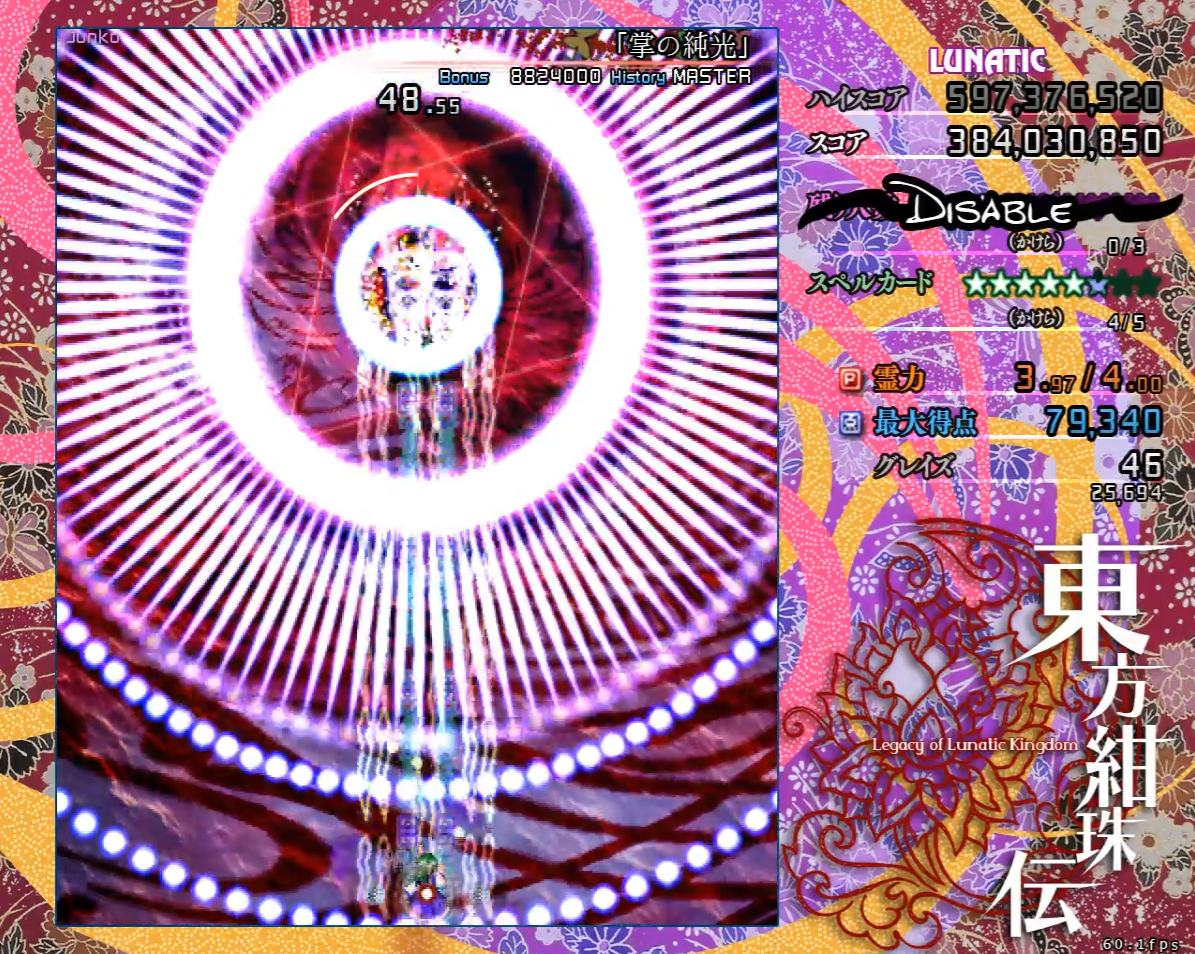 Junko
「掌の純光」
Bonus 8824000 History MASTER
48.55
LUNATIC
ハイスコア 597,376,520
スコア 384,030,850
DISABLE
(かけら) 0/3
スペルカード
(かけら) 4/5
P 霊力 3.97/4.00
最大得点 79,340
グレイズ 46
25,694
東方紺珠伝
Legacy of Lunatic Kingdom
60.1fps